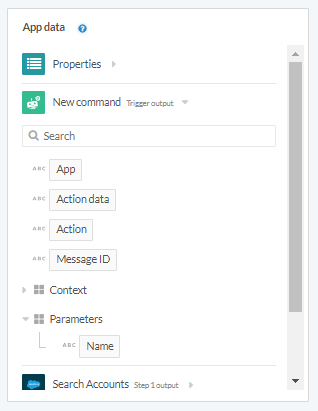 App data ?
Properties
New command Trigger output
Search
ABC App
ABC Action data
ABC Action
ABC Message ID
Context
Parameters
ABC Name
Search Accounts Step 1 output